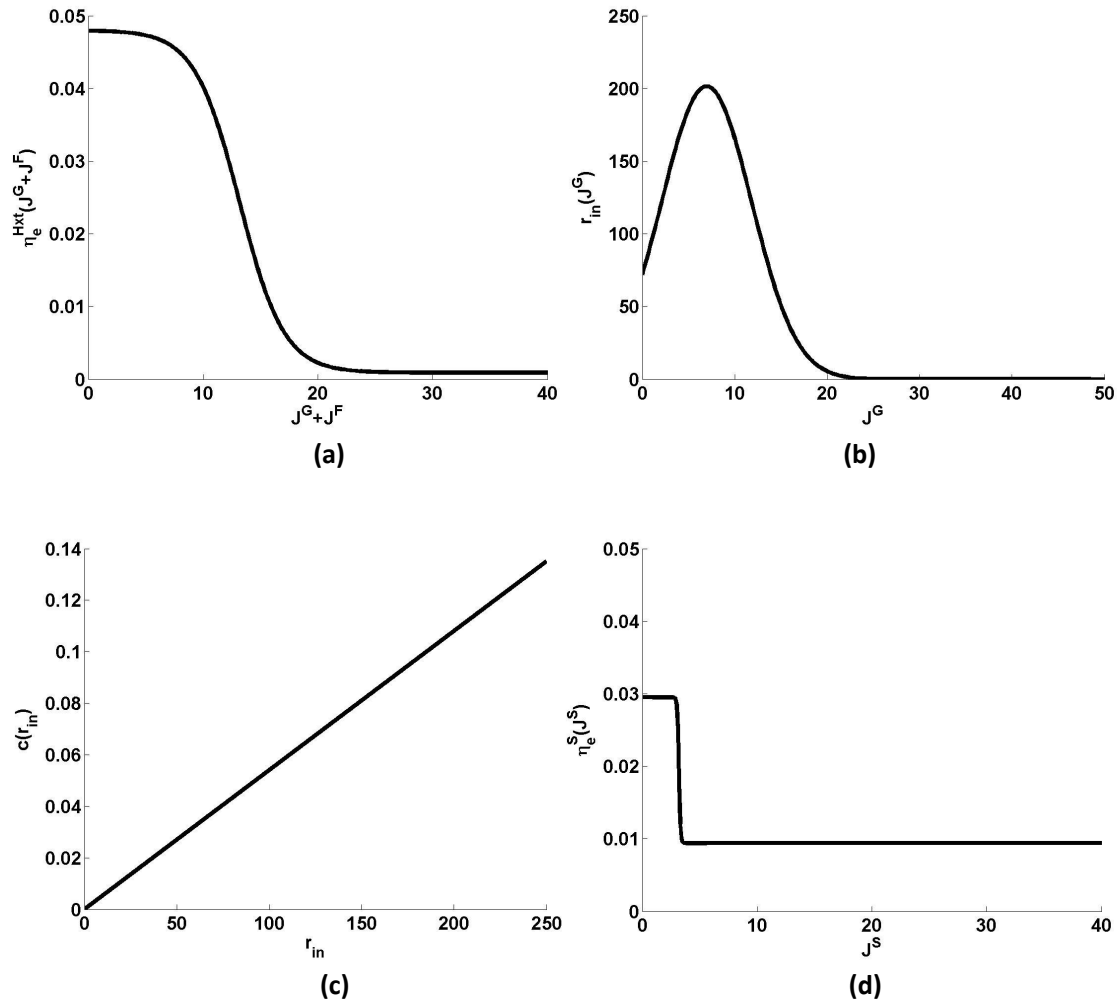 0.05
0.04
0.03
0.02
0.01
0
0 10 20 30 40
η_e^Hxt(J^G+J^F)
J^G+J^F
(a)
250
200
150
100
50
0
0 10 20 30 40 50
r_in(J^G)
J^G
(b)
0.14
0.12
0.1
0.08
0.06
0.04
0.02
0
0 50 100 150 200 250
c(r_in)
r_in
(c)
0.05
0.04
0.03
0.02
0.01
0
0 10 20 30 40
η_e^S(J^S)
J^S
(d)